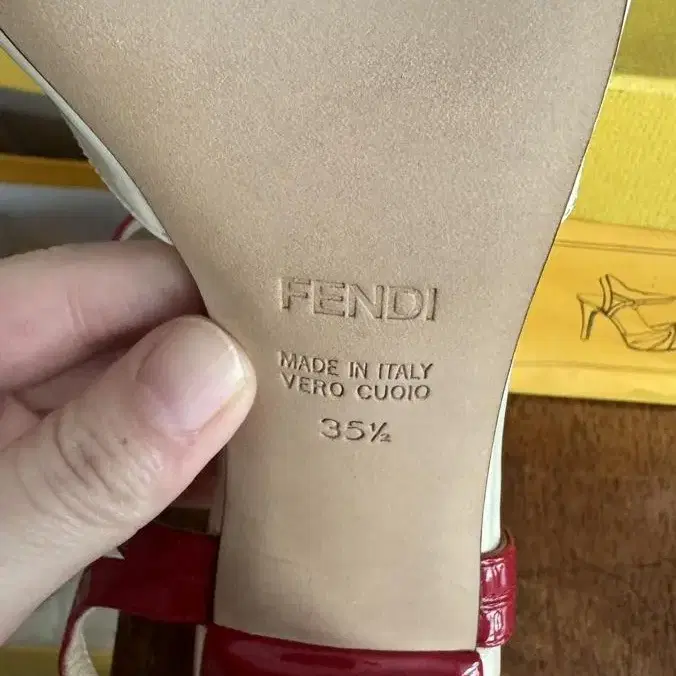 FENDI
MADE IN ITALY
VERO CUOIO
35½